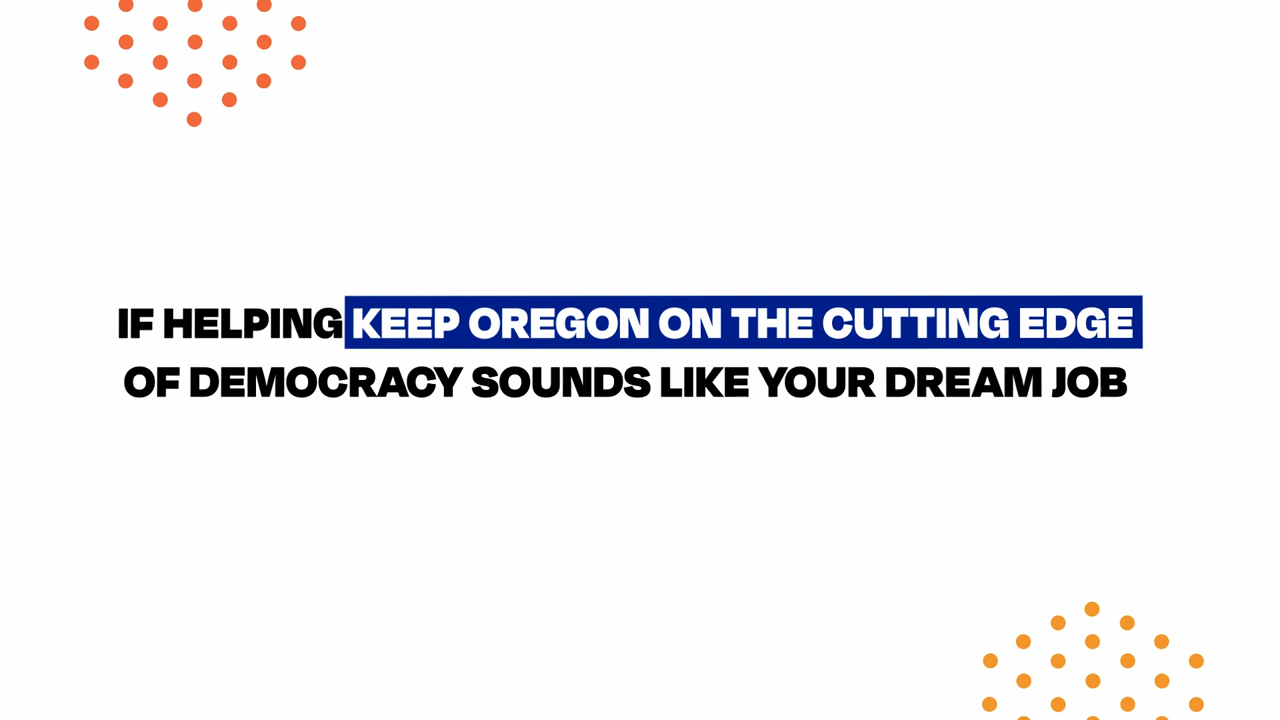 IF HELPING KEEP OREGON ON THE CUTTING EDGE
OF DEMOCRACY SOUNDS LIKE YOUR DREAM JOB